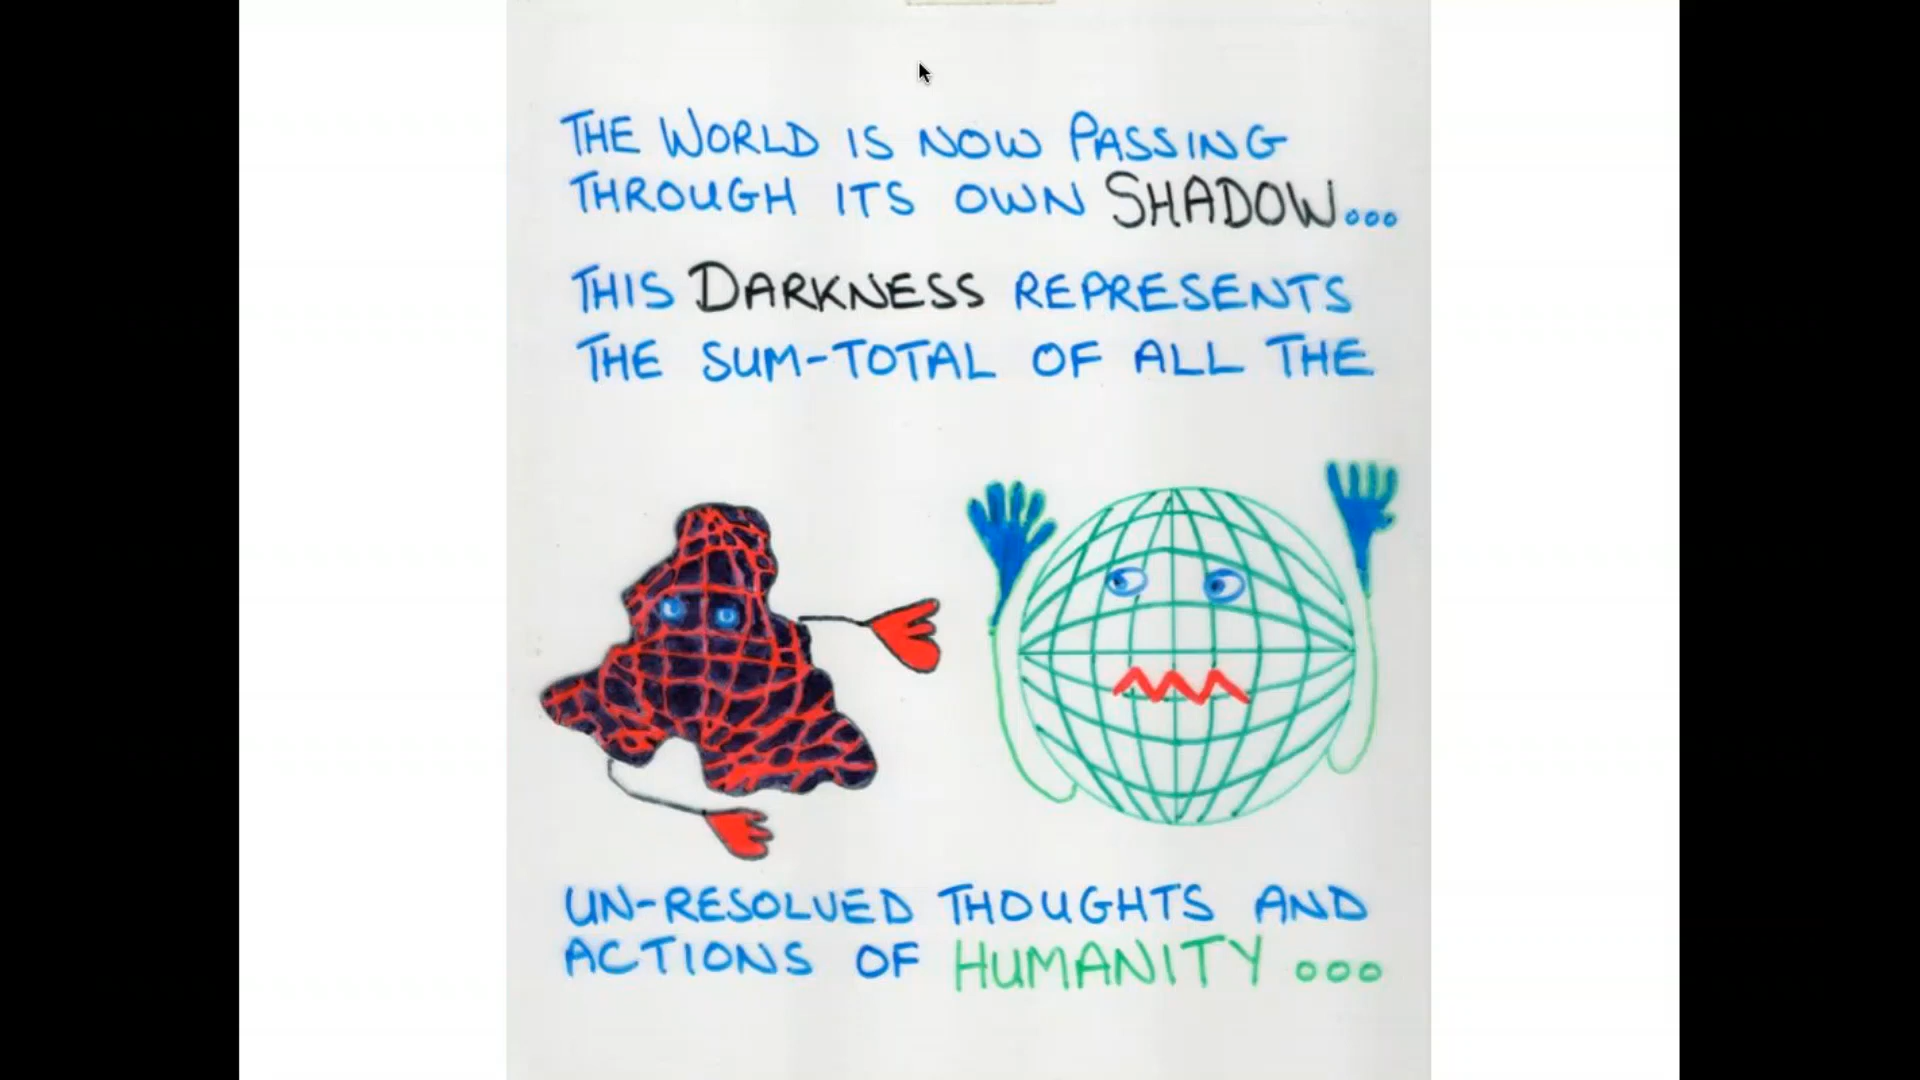 THE WORLD IS NOW PASSING
THROUGH ITS OWN SHADOW...
THIS DARKNESS REPRESENTS
THE SUM-TOTAL OF ALL THE
UN-RESOLVED THOUGHTS AND
ACTIONS OF HUMANITY...